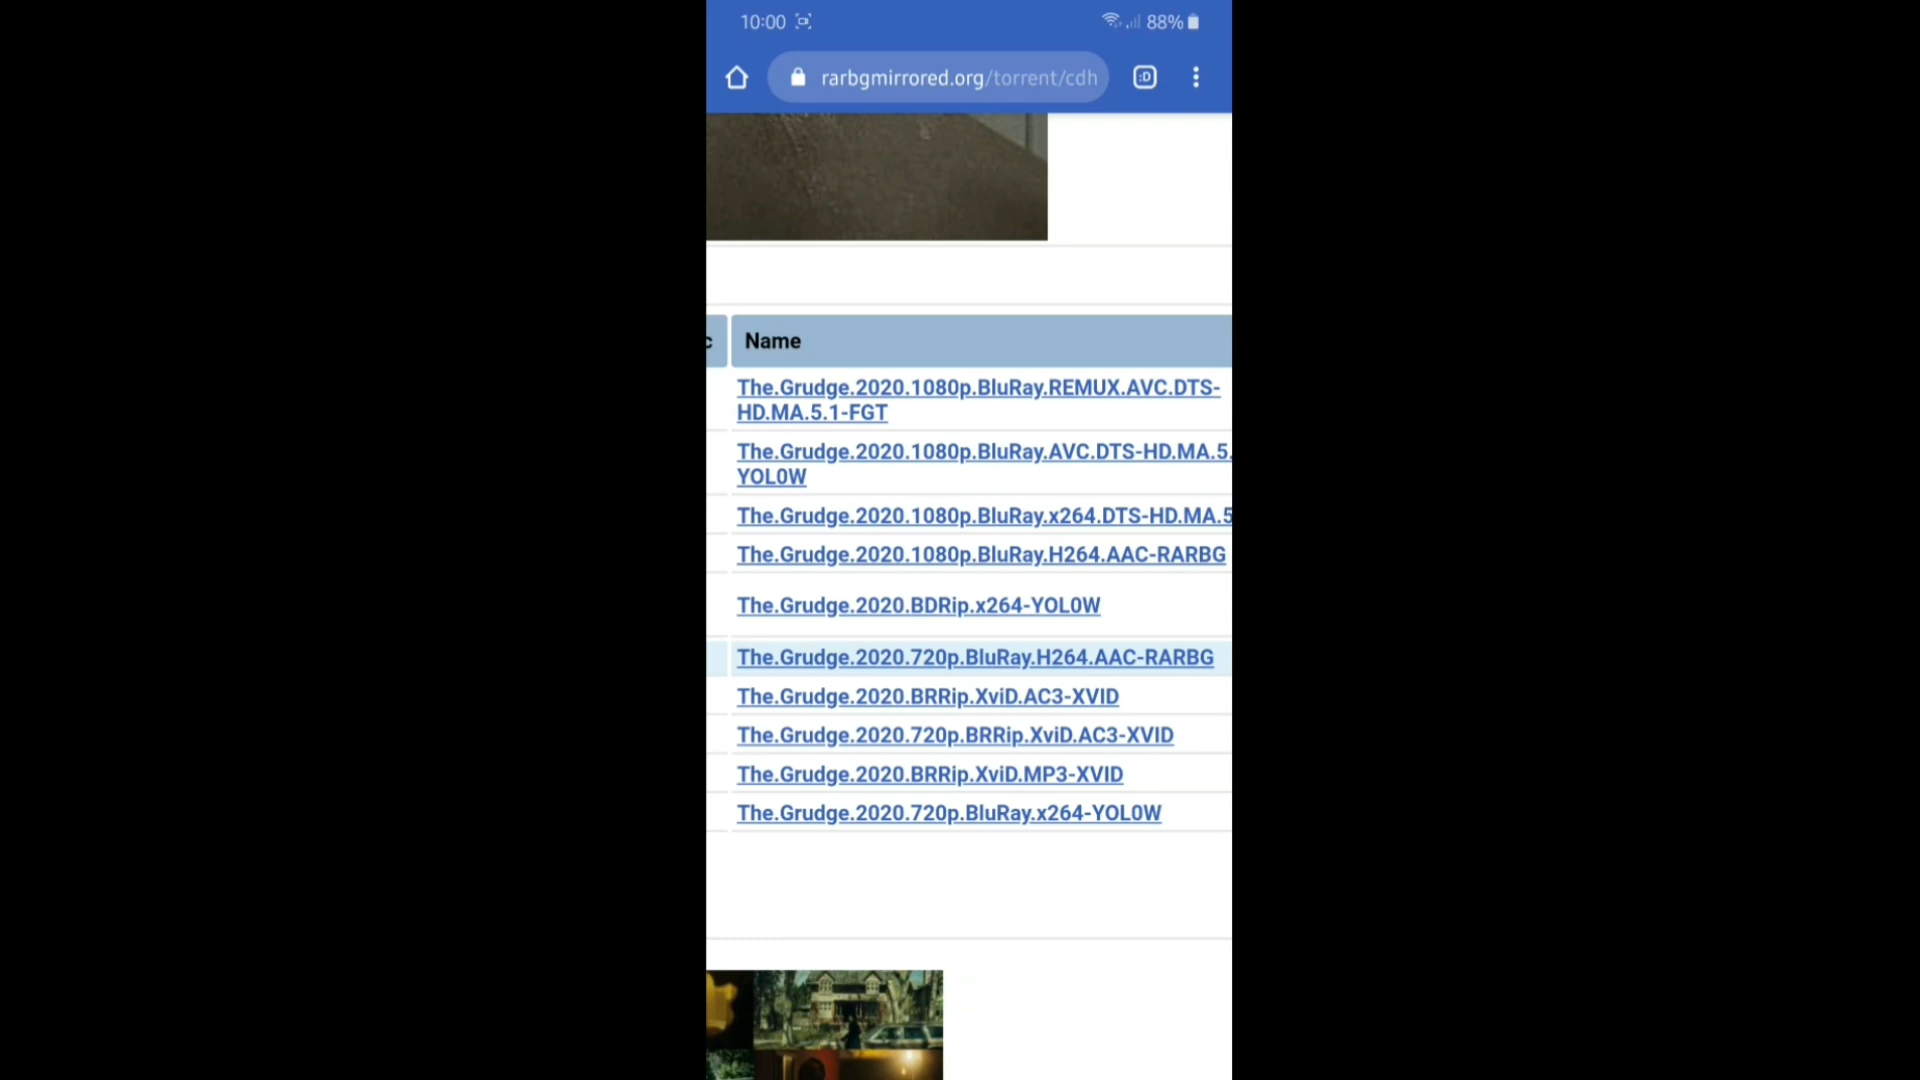 10:00
88%
rarbgmirrored.org/torrent/cdh
:D
c Name
The.Grudge.2020.1080p.BluRay.REMUX.AVC.DTS-
HD.MA.5.1-FGT
The.Grudge.2020.1080p.BluRay.AVC.DTS-HD.MA.5.
YOL0W
The.Grudge.2020.1080p.BluRay.x264.DTS-HD.MA.5
The.Grudge.2020.1080p.BluRay.H264.AAC-RARBG
The.Grudge.2020.BDRip.x264-YOL0W
The.Grudge.2020.720p.BluRay.H264.AAC-RARBG
The.Grudge.2020.BRRip.XviD.AC3-XVID
The.Grudge.2020.720p.BRRip.XviD.AC3-XVID
The.Grudge.2020.BRRip.XviD.MP3-XVID
The.Grudge.2020.720p.BluRay.x264-YOL0W